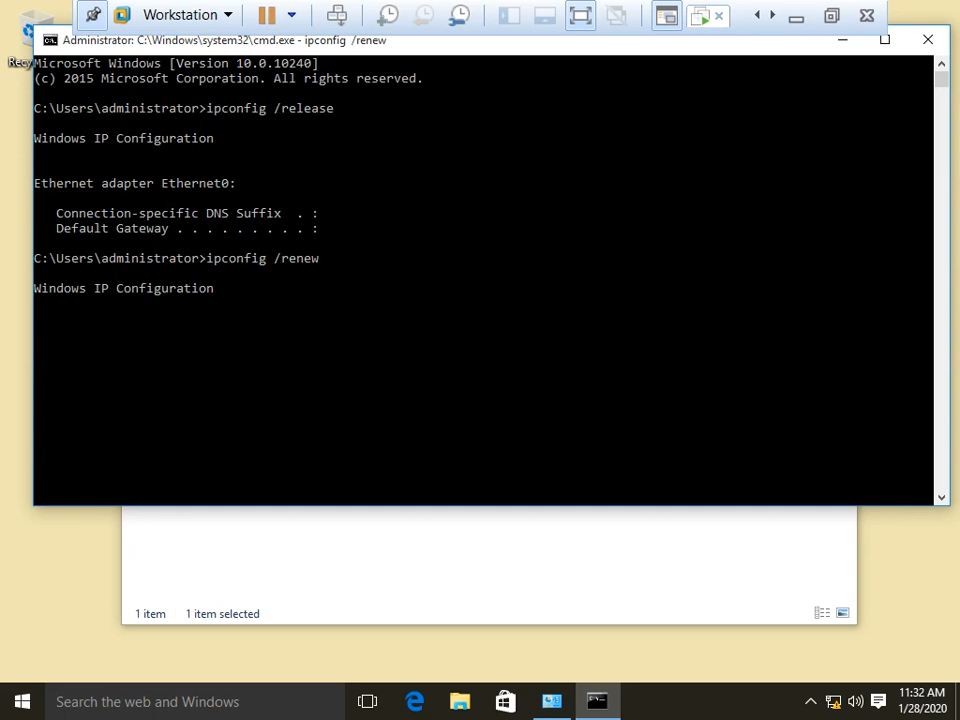 Workstation
Administrator: C:\Windows\system32\cmd.exe - ipconfig /renew
Microsoft Windows [Version 10.0.10240]
(c) 2015 Microsoft Corporation. All rights reserved.
C:\Users\administrator>ipconfig /release
Windows IP Configuration
Ethernet adapter Ethernet0:
Connection-specific DNS Suffix . :
Default Gateway . . . . . . . . . :
C:\Users\administrator>ipconfig /renew
Windows IP Configuration
1 item 1 item selected
Search the web and Windows
11:32 AM
1/28/2020